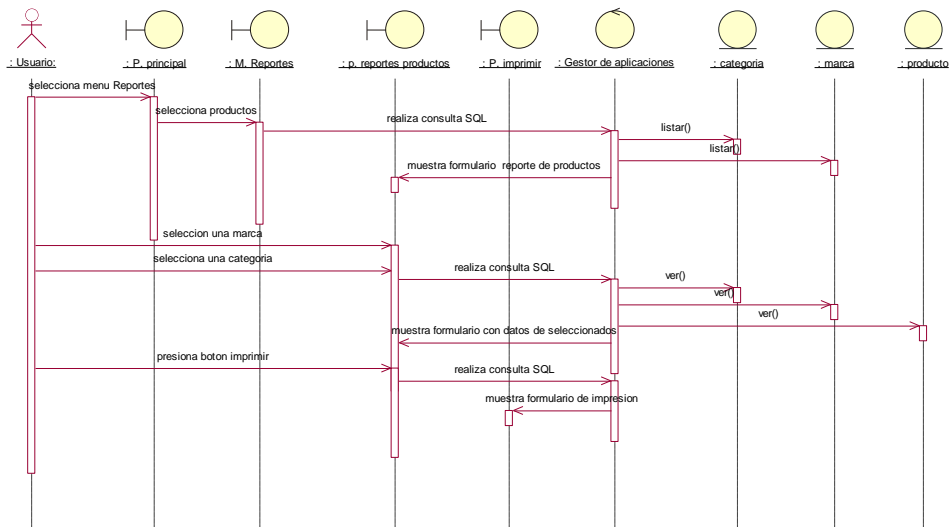 : Usuario:
: P. principal
: M. Reportes
: p. reportes productos
: P. imprimir
: Gestor de aplicaciones
: categoria
: marca
: producto
selecciona menu Reportes
selecciona productos
realiza consulta SQL
listar()
listar()
muestra formulario reporte de productos
seleccion una marca
selecciona una categoria
realiza consulta SQL
ver()
ver()
ver()
muestra formulario con datos de seleccionados
presiona boton imprimir
realiza consulta SQL
muestra formulario de impresion